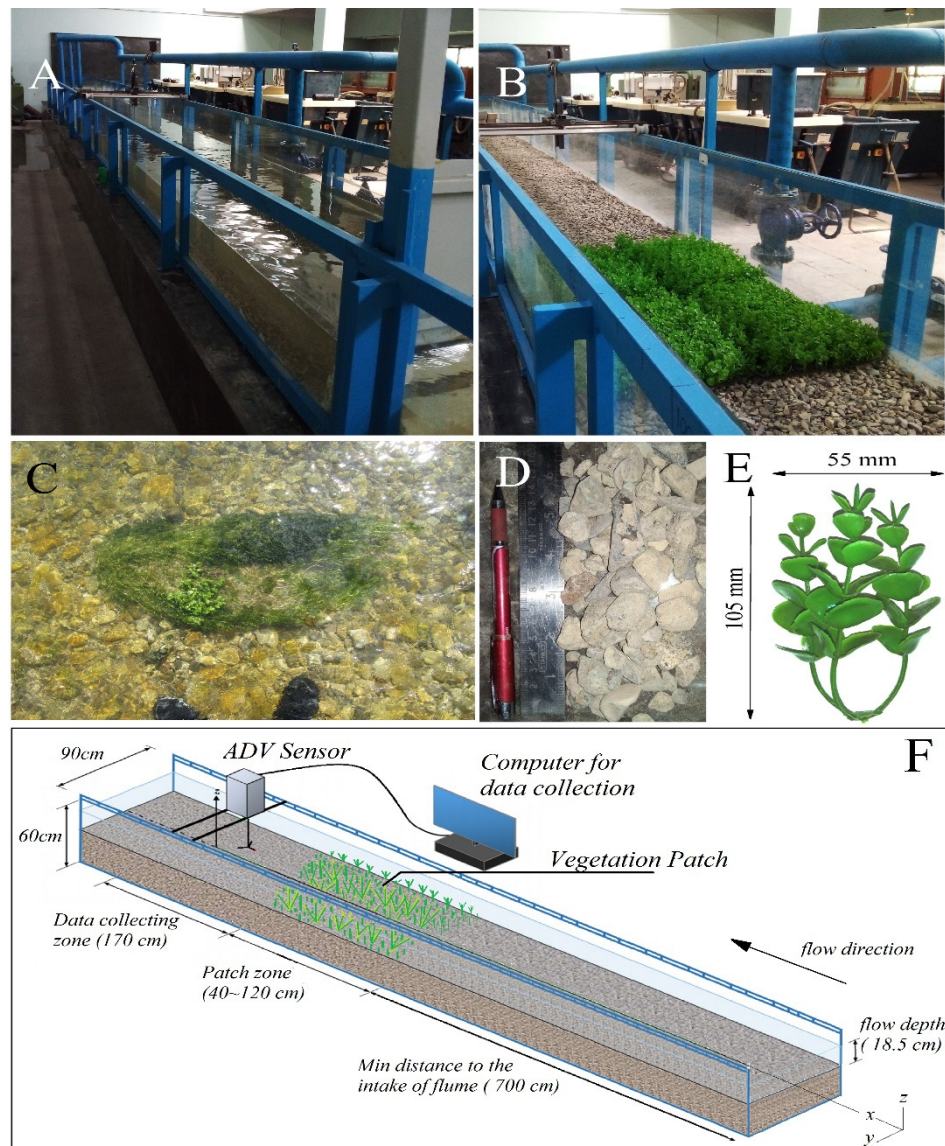 A
B
C
D
E
55 mm
105 mm
F
90cm
ADV Sensor
Computer for
data collection
60cm
Vegetation Patch
Data collecting
zone (170 cm)
flow direction
Patch zone
(40~120 cm)
flow depth
( 18.5 cm)
Min distance to the
intake of flume ( 700 cm)
x
y
z